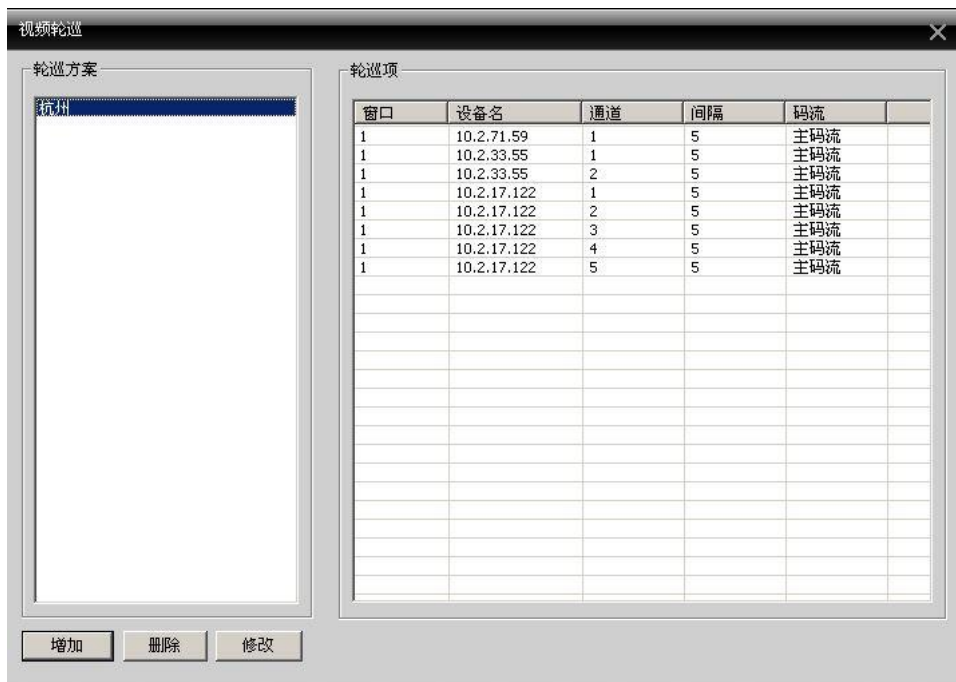 视频轮巡
轮巡方案
杭州
轮巡项
窗口 设备名 通道 间隔 码流
1 10.2.71.59 1 5 主码流
1 10.2.33.55 1 5 主码流
1 10.2.33.55 2 5 主码流
1 10.2.17.122 1 5 主码流
1 10.2.17.122 2 5 主码流
1 10.2.17.122 3 5 主码流
1 10.2.17.122 4 5 主码流
1 10.2.17.122 5 5 主码流
增加 删除 修改